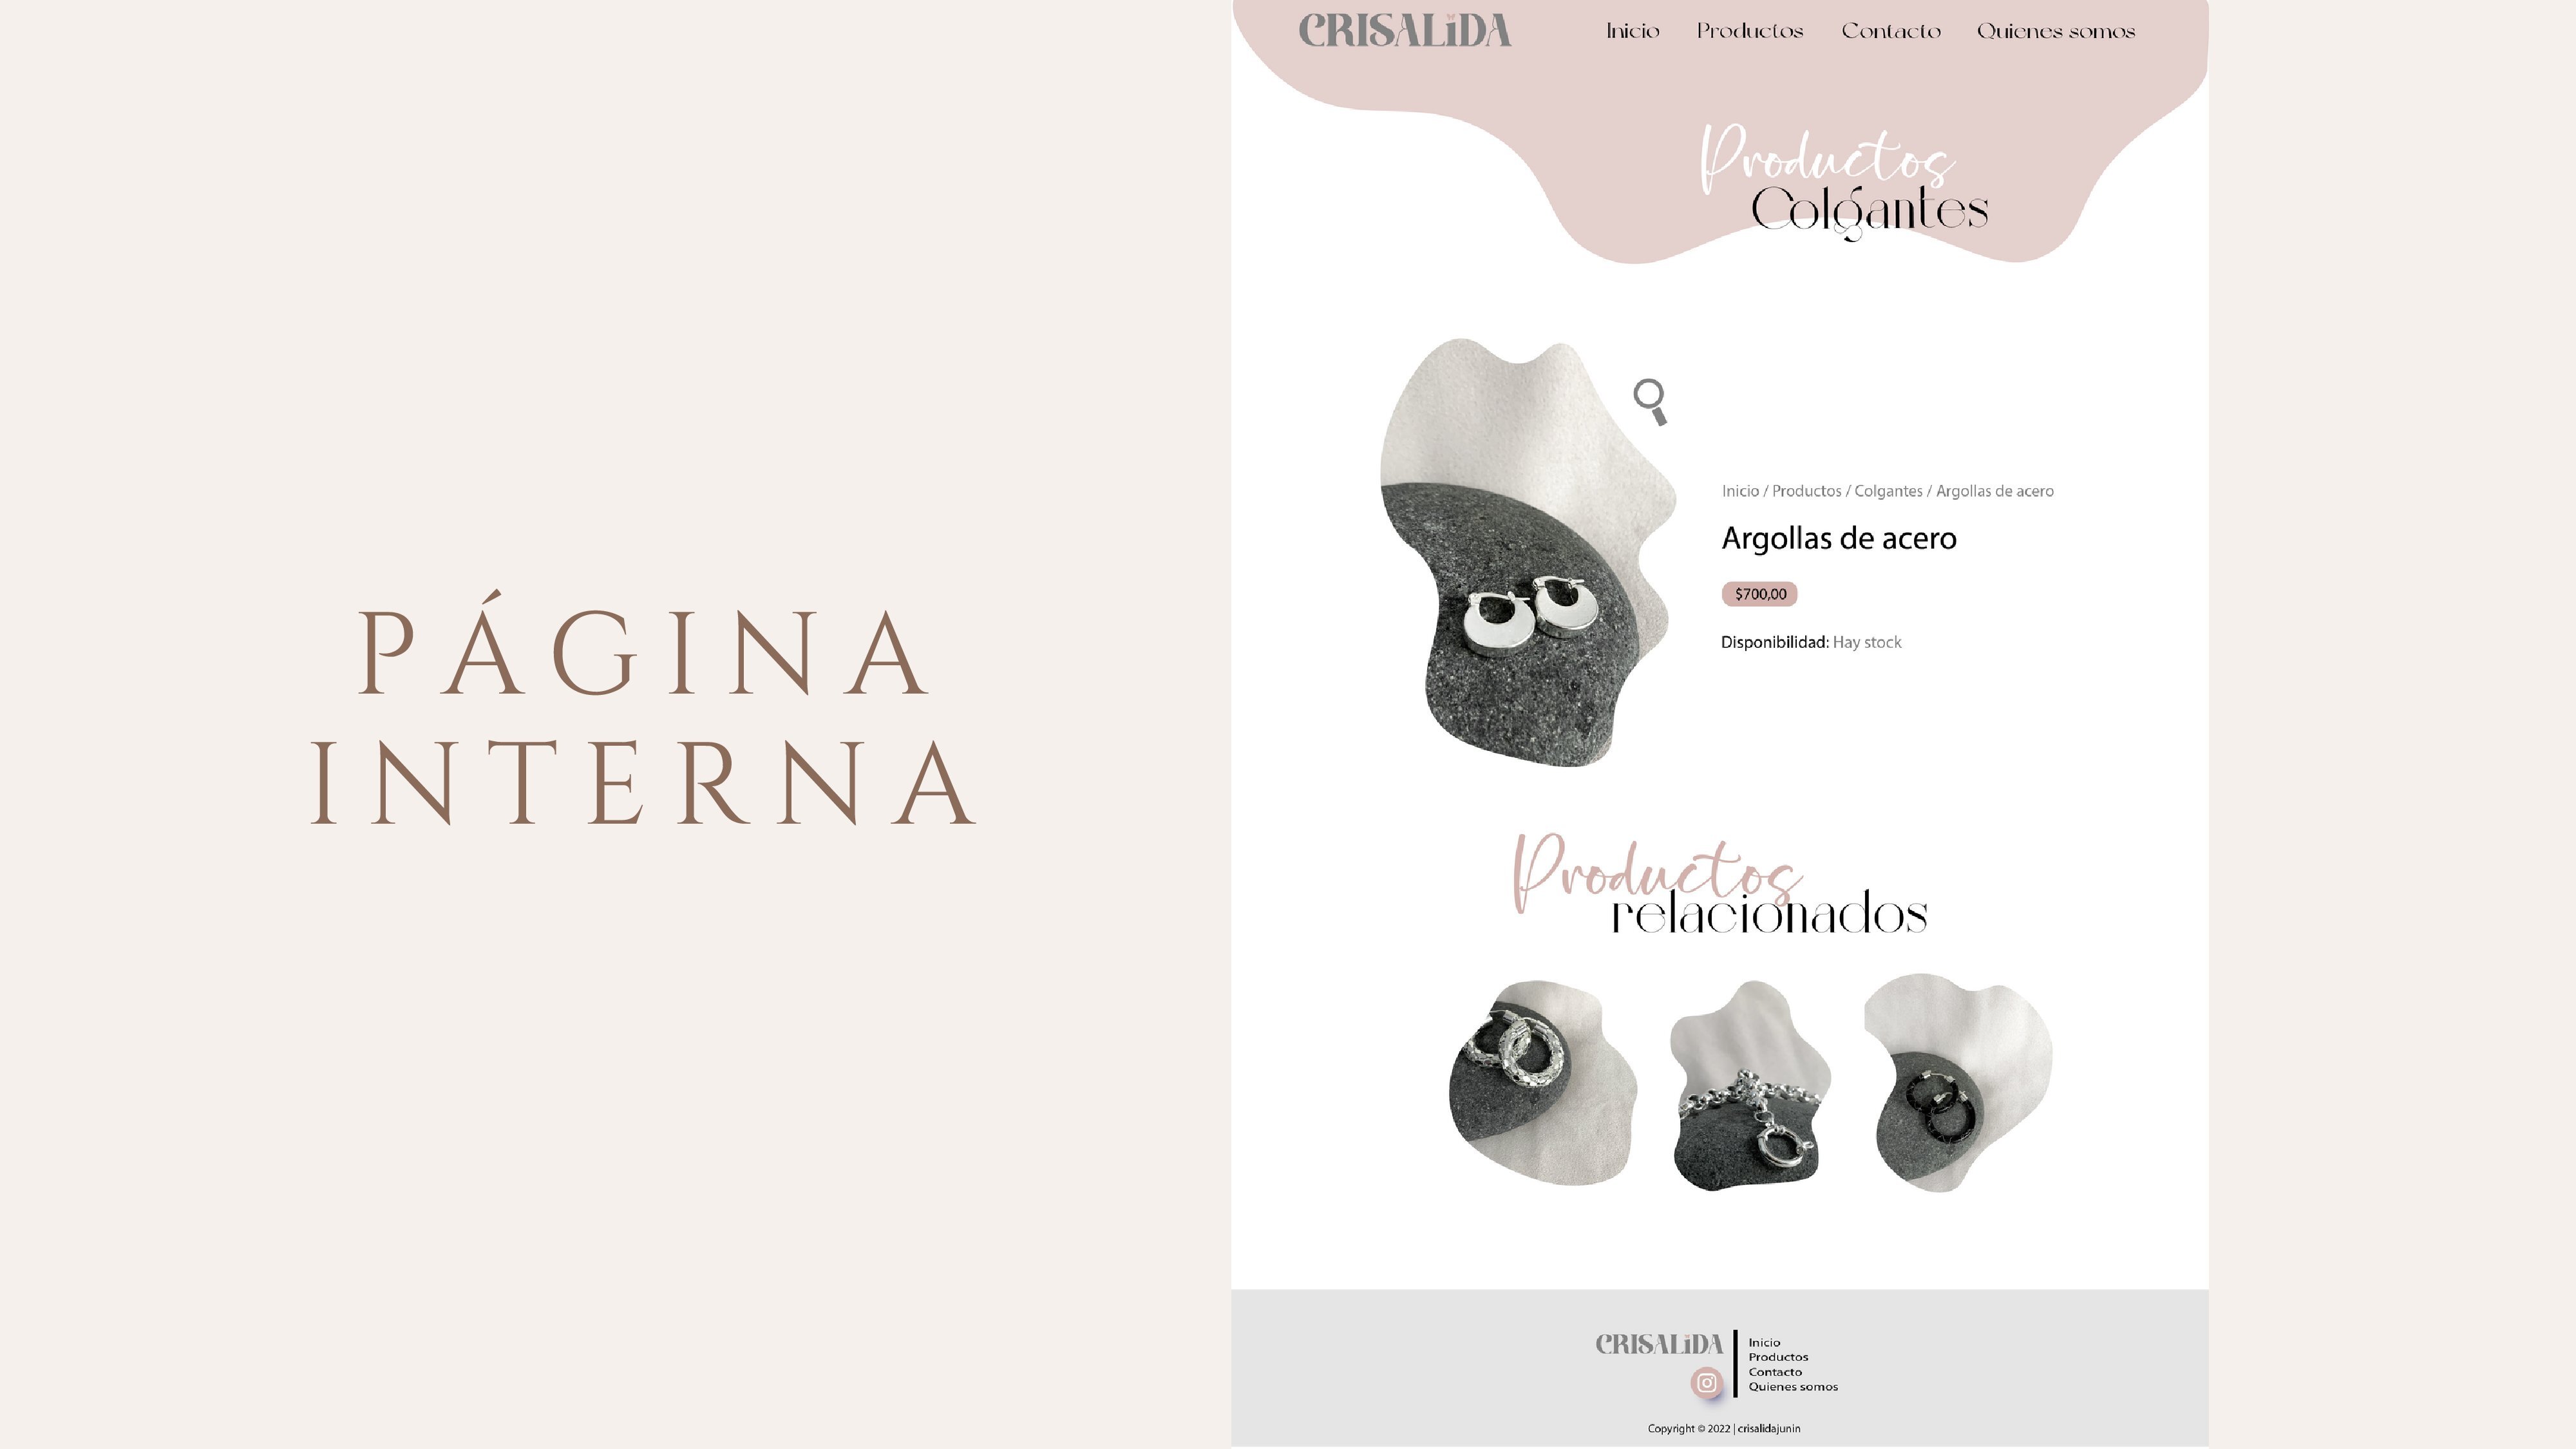 PÁGINA
INTERNA
CRISALiDA
Inicio Productos Contacto Quienes somos
Productos
Colgantes
Inicio / Productos / Colgantes / Argollas de acero
Argollas de acero
$700,00
Disponibilidad: Hay stock
Productos
relacionados
CRISALiDA
Inicio
Productos
Contacto
Quienes somos
Copyright © 2022 | crisalidajunin